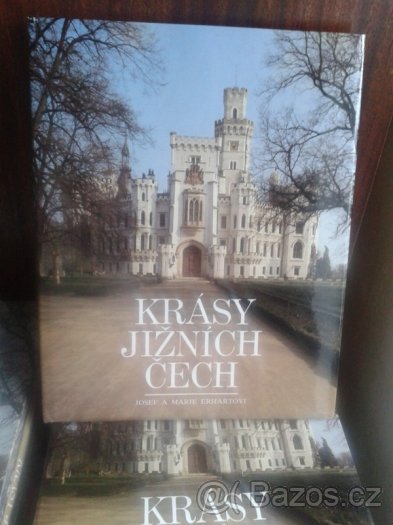 KRÁSY
JIŽNÍCH
ČECH
JOSEF A MARIE ERHARTOVI
KRÁSY
Bazos.cz